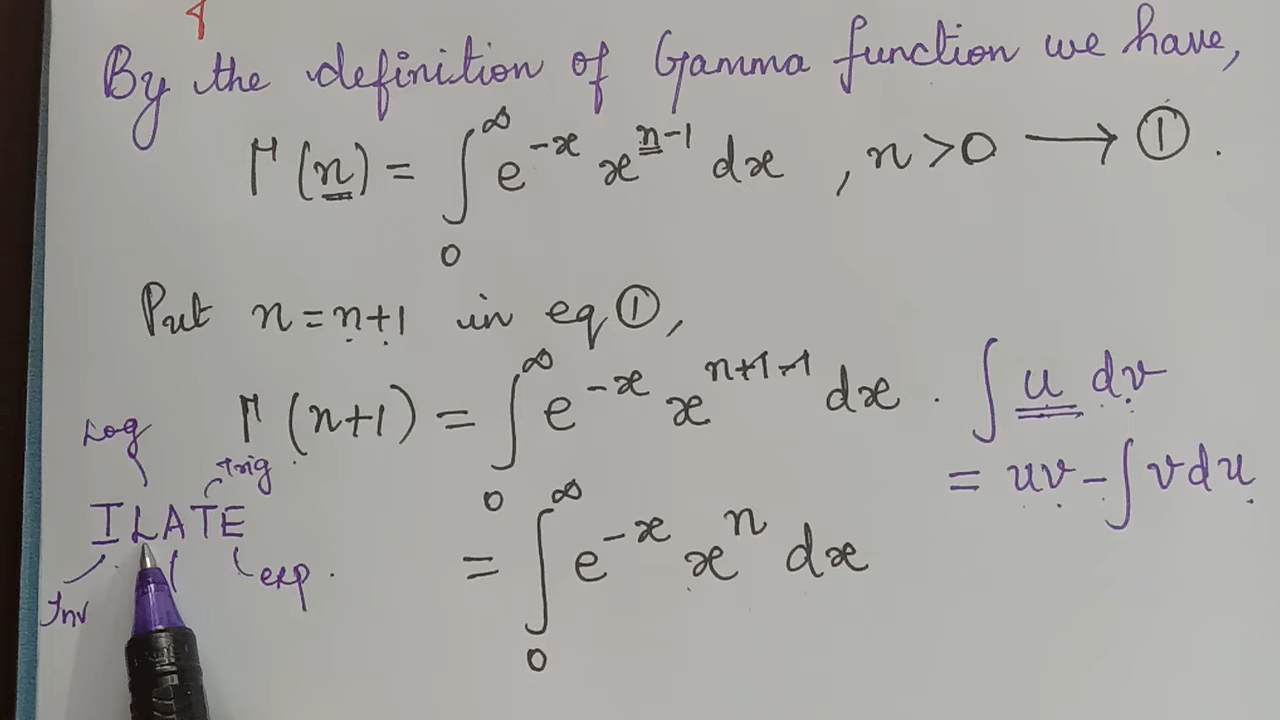 By the definition of Gamma function we have,
Γ(n) = ∫₀^∞ e^{-x} x^{n-1} dx , n>0 ⟶ ①.
Put n=n+1 in eq ①,
Γ(n+1) = ∫₀^∞ e^{-x} x^{n+1-1} dx .
∫ u dv
= uv - ∫ v du
= ∫₀^∞ e^{-x} x^n dx
Log
Trig
ILATE
Inv
exp.